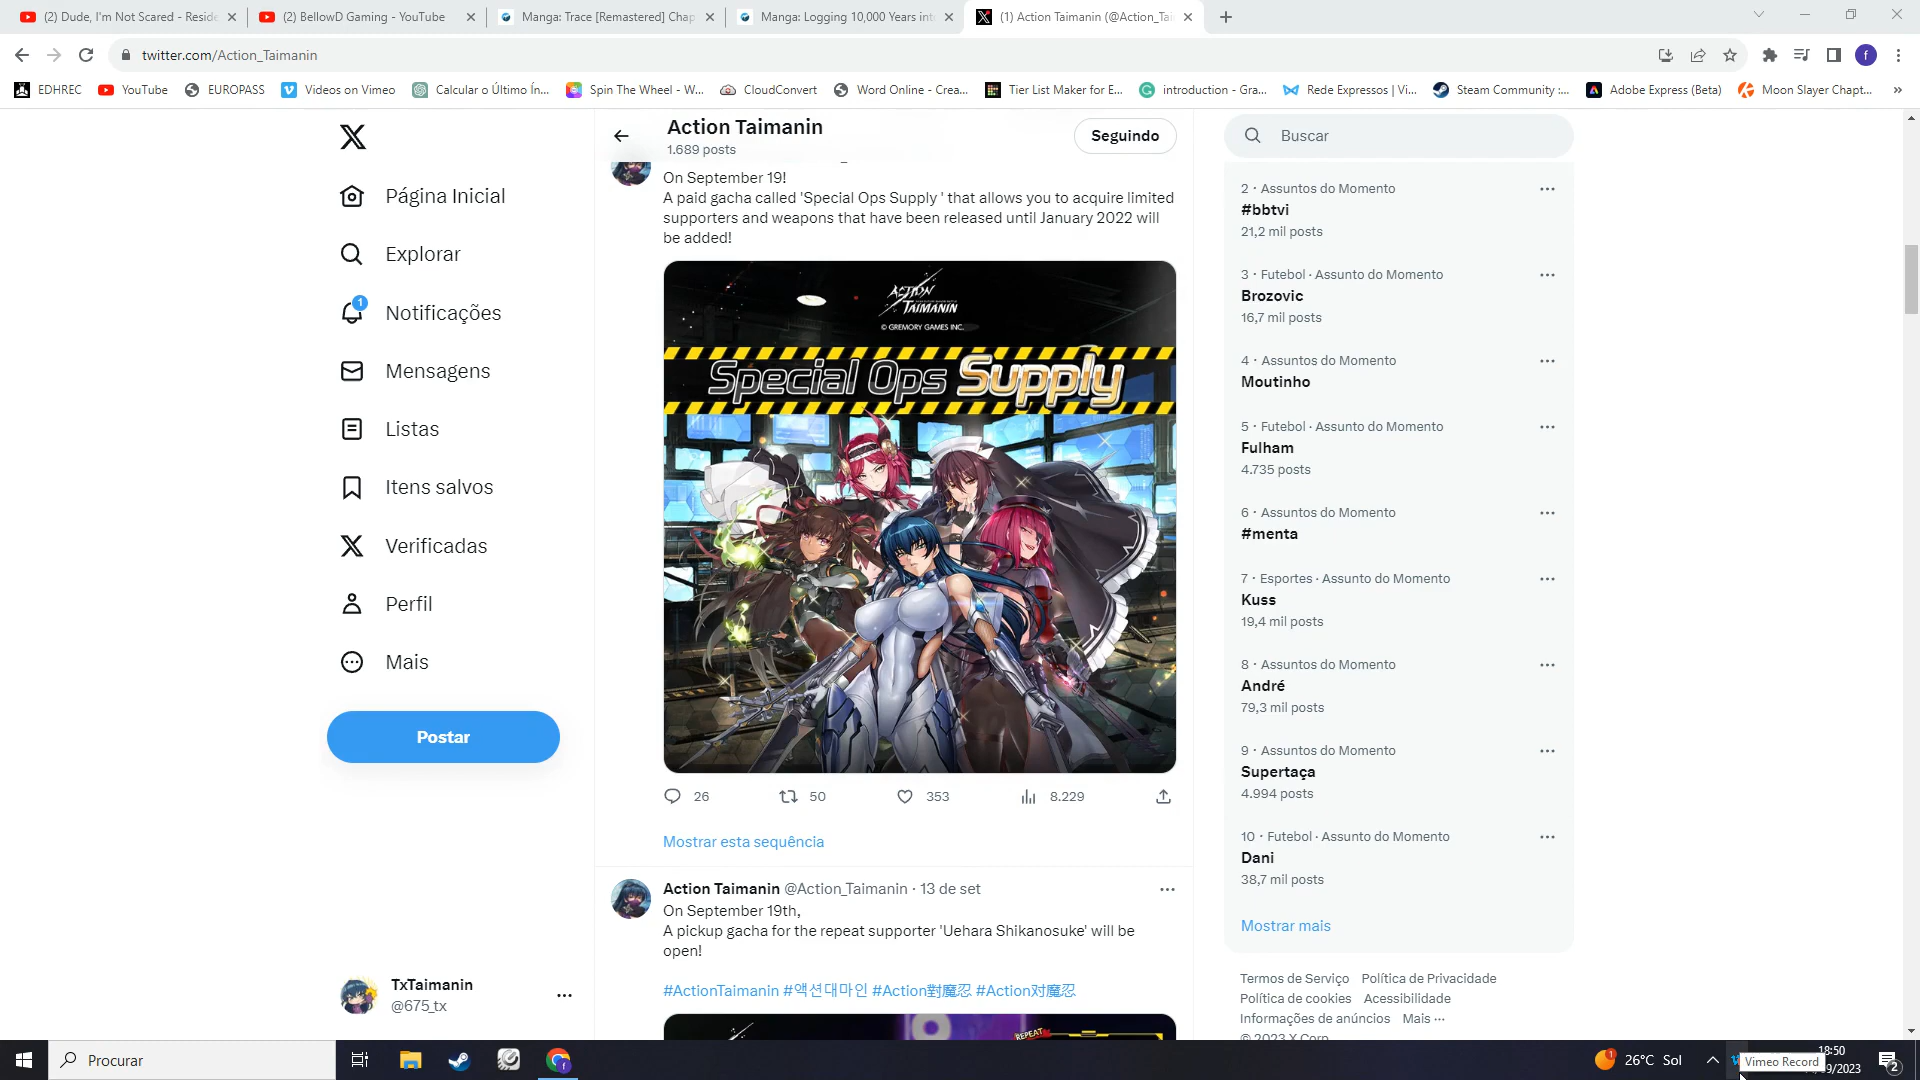 (2) Dude, I'm Not Scared - Reside
(2) BellowD Gaming - YouTube
Manga: Trace [Remastered] Chap
Manga: Logging 10,000 Years int
(1) Action Taimanin (@Action_Tai
twitter.com/Action_Taimanin
f
EDHREC
YouTube
EUROPASS
Videos on Vimeo
Calcular o Último Ín...
Spin The Wheel - W...
CloudConvert
Word Online - Crea...
Tier List Maker for E...
introduction - Gra...
Rede Expressos | Vi...
Steam Community :...
Adobe Express (Beta)
Moon Slayer Chapt...
»
Página Inicial
Explorar
1
Notificações
Mensagens
Listas
Itens salvos
Verificadas
Perfil
Mais
Postar
TxTaimanin
@675_tx
Action Taimanin
1.689 posts
Seguindo
On September 19!
A paid gacha called 'Special Ops Supply ' that allows you to acquire limited
supporters and weapons that have been released until January 2022 will
be added!
ACTION
TAIMANIN
© GREMORY GAMES INC.
Special Ops Supply
26
50
353
8.229
Mostrar esta sequência
Action Taimanin @Action_Taimanin · 13 de set
On September 19th,
A pickup gacha for the repeat supporter 'Uehara Shikanosuke' will be
open!
#ActionTaimanin #액션대마인 #Action對魔忍 #Action对魔忍
REPEAT
Buscar
2 · Assuntos do Momento
#bbtvi
21,2 mil posts
3 · Futebol · Assunto do Momento
Brozovic
16,7 mil posts
4 · Assuntos do Momento
Moutinho
5 · Futebol · Assunto do Momento
Fulham
4.735 posts
6 · Assuntos do Momento
#menta
7 · Esportes · Assunto do Momento
Kuss
19,4 mil posts
8 · Assuntos do Momento
André
79,3 mil posts
9 · Assuntos do Momento
Supertaça
4.994 posts
10 · Futebol · Assunto do Momento
Dani
38,7 mil posts
Mostrar mais
Termos de Serviço Política de Privacidade
Política de cookies Acessibilidade
Informações de anúncios Mais ···
© 2023 X Corp.
Procurar
1
26°C Sol
Vimeo Record
18:50
/09/2023
2